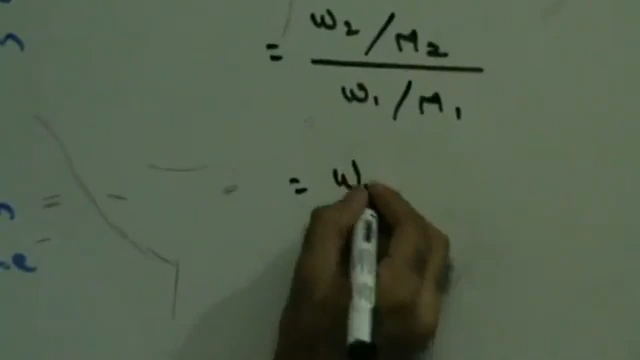 = w₂/M₂
w₁/M₁
= w